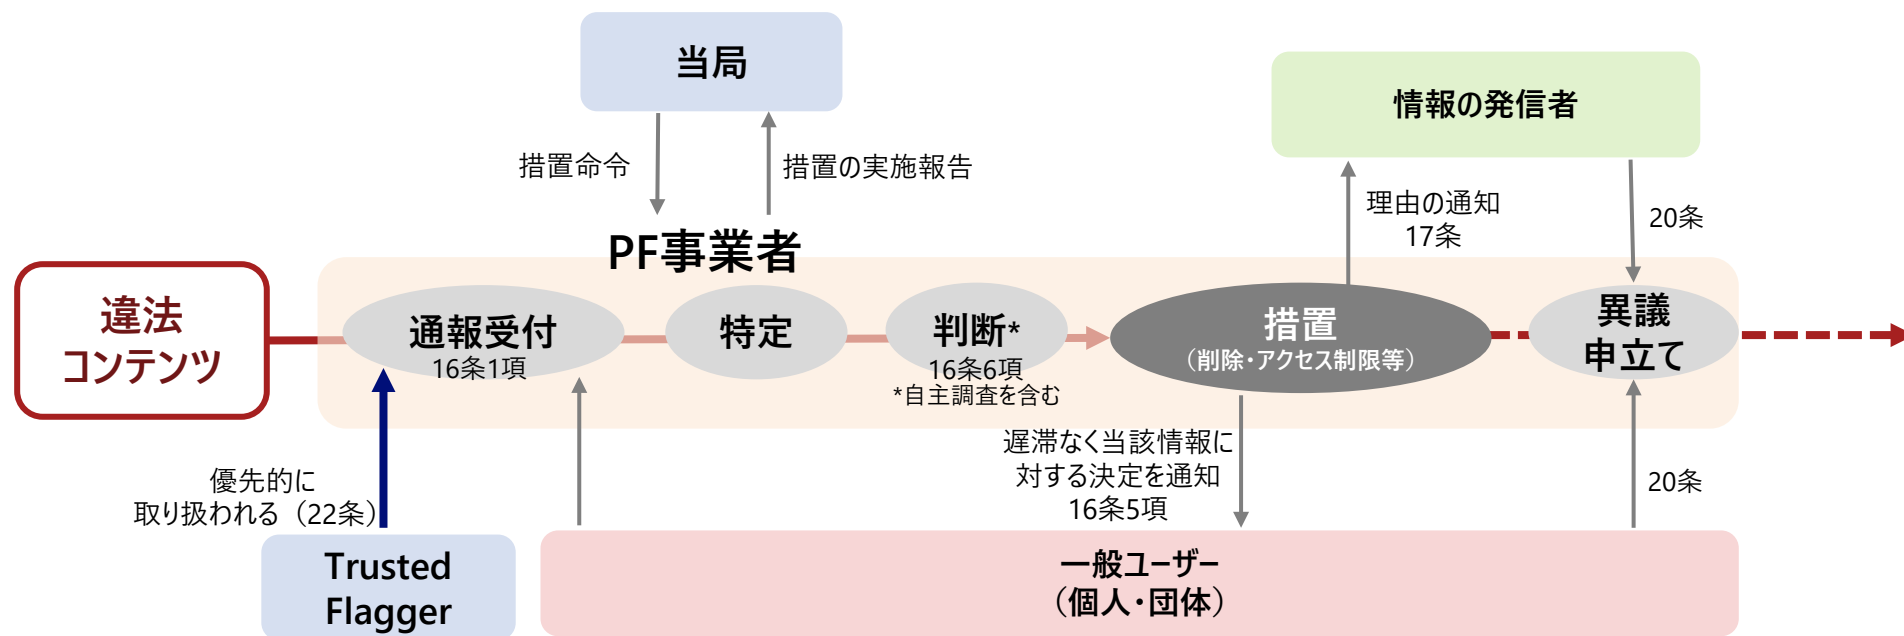 当局
情報の発信者
措置命令
措置の実施報告
理由の通知
17条
20条
PF事業者
違法
コンテンツ
通報受付
16条1項
特定
判断*
16条6項
*自主調査を含む
措置
（削除・アクセス制限等）
異議
申立て
優先的に
取り扱われる（22条）
遅滞なく当該情報に
対する決定を通知
16条5項
20条
Trusted
Flagger
一般ユーザー
（個人・団体）